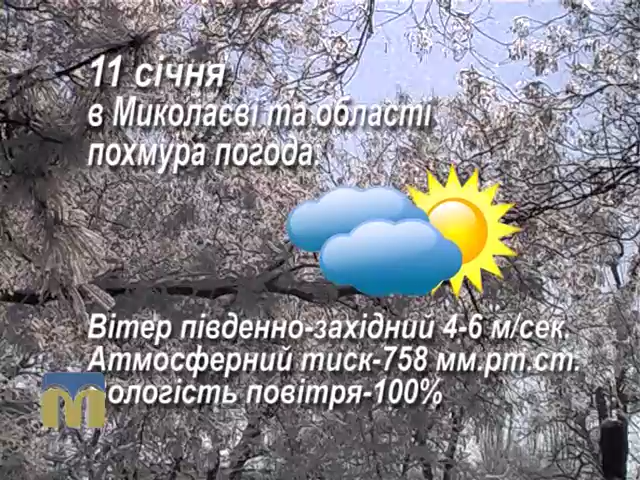 11 січня
в Миколаєві та області
похмура погода.
Вітер південно-західний 4-6 м/сек.
Атмосферний тиск-758 мм.рт.ст.
ологість повітря-100%
m